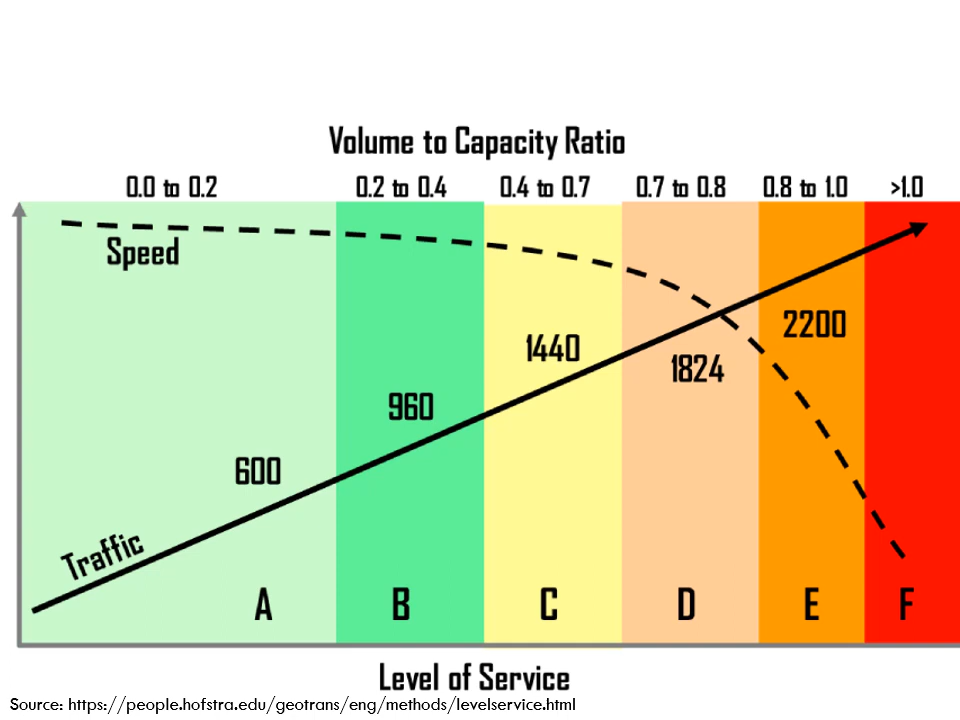 Volume to Capacity Ratio
0.0 to 0.2 0.2 to 0.4 0.4 to 0.7 0.7 to 0.8 0.8 to 1.0 >1.0
Speed
2200
1440
1824
960
600
Traffic
A B C D E F
Level of Service
Source: https://people.hofstra.edu/geotrans/eng/methods/levelservice.html